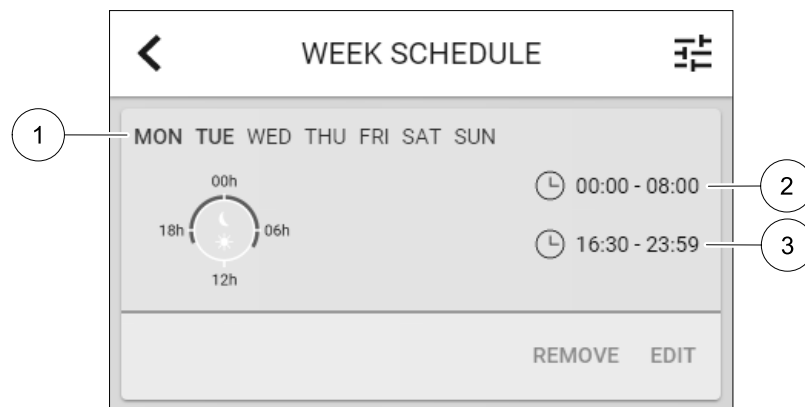 WEEK SCHEDULE
1
MON TUE WED THU FRI SAT SUN
00h
00:00 - 08:00
2
18h
06h
16:30 - 23:59
3
12h
REMOVE EDIT